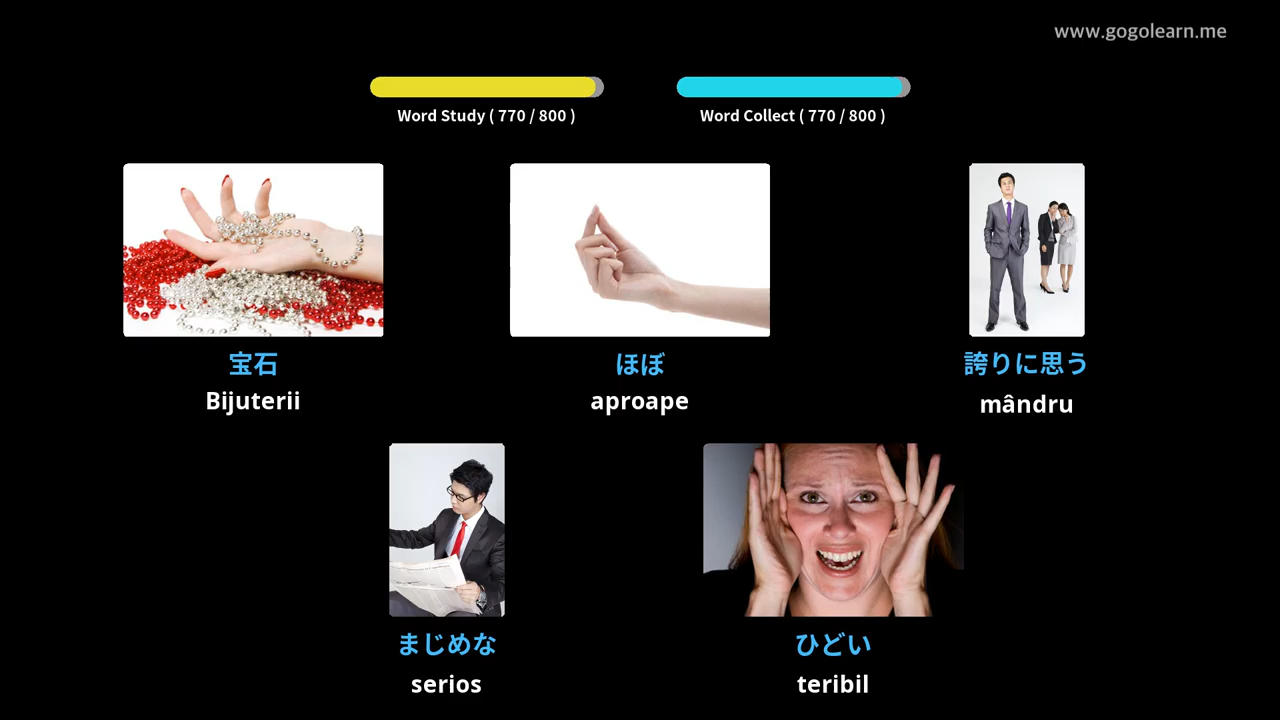 www.gogolearn.me
Word Study ( 770 / 800 )
Word Collect ( 770 / 800 )
宝石
Bijuterii
ほぼ
aproape
誇りに思う
mândru
まじめな
serios
ひどい
teribil